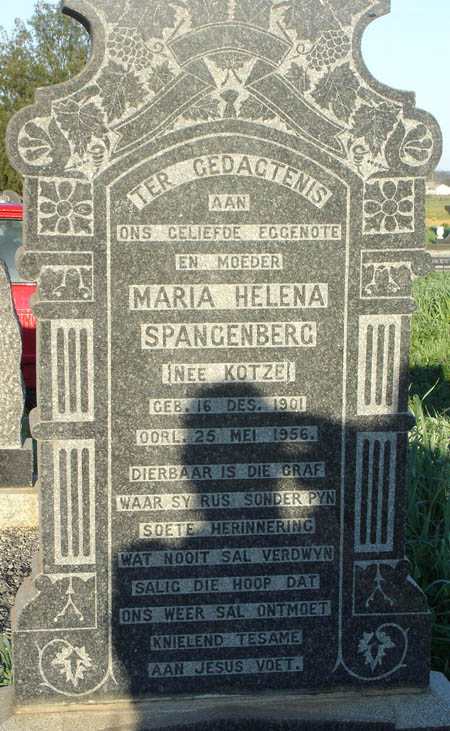 TER GEDAGTENIS
AAN
ONS GELIEFDE EGGENOTE
EN MOEDER
MARIA HELENA
SPANGENBERG
(NEE KOTZE)
GEB. 16 DES. 1901
OORL. 25 MEI 1956.
DIERBAAR IS DIE GRAF
WAAR SY RUS SONDER PYN
SOETE HERINNERING
WAT NOOIT SAL VERDWYN
SALIG DIE HOOP DAT
ONS WEER SAL ONTMOET
KNIELEND TESAME
AAN JESUS VOET.